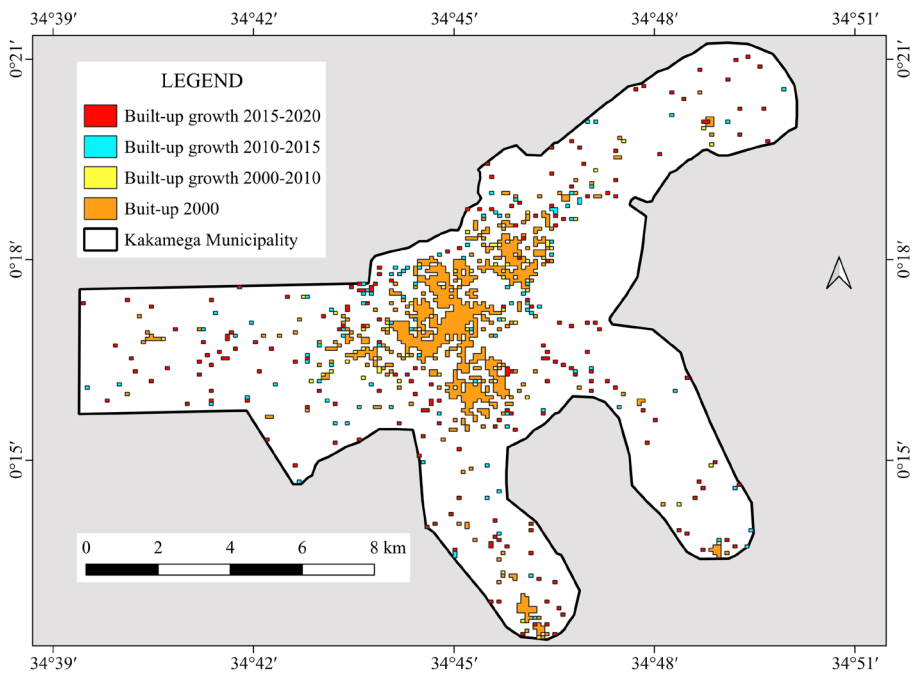 34°39′ 34°42′ 34°45′ 34°48′ 34°51′
0°21′ 0°21′
LEGEND
Built-up growth 2015-2020
Built-up growth 2010-2015
Built-up growth 2000-2010
Buit-up 2000
Kakamega Municipality
0°18′ 0°18′
0°15′ 0°15′
0 2 4 6 8 km
34°39′ 34°42′ 34°45′ 34°48′ 34°51′